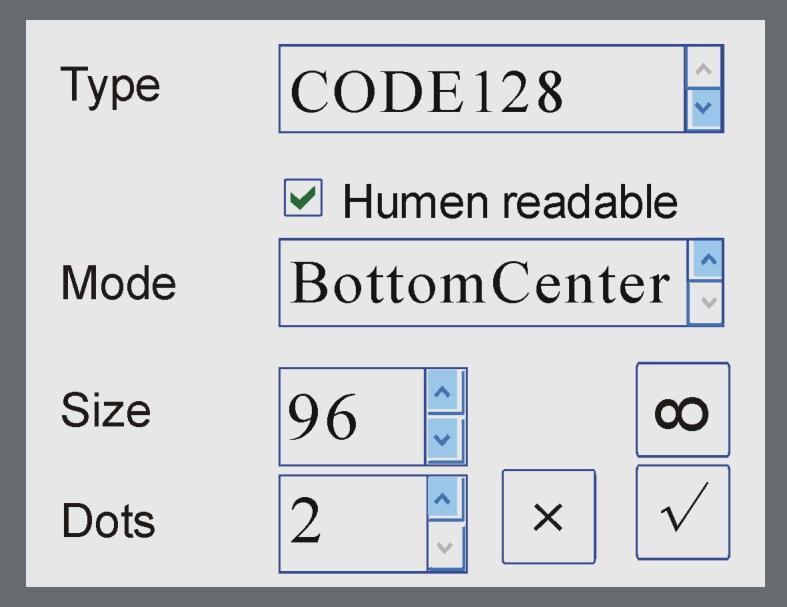 Type CODE128
Humen readable
Mode BottomCenter
Size 96
∞
Dots 2 × √